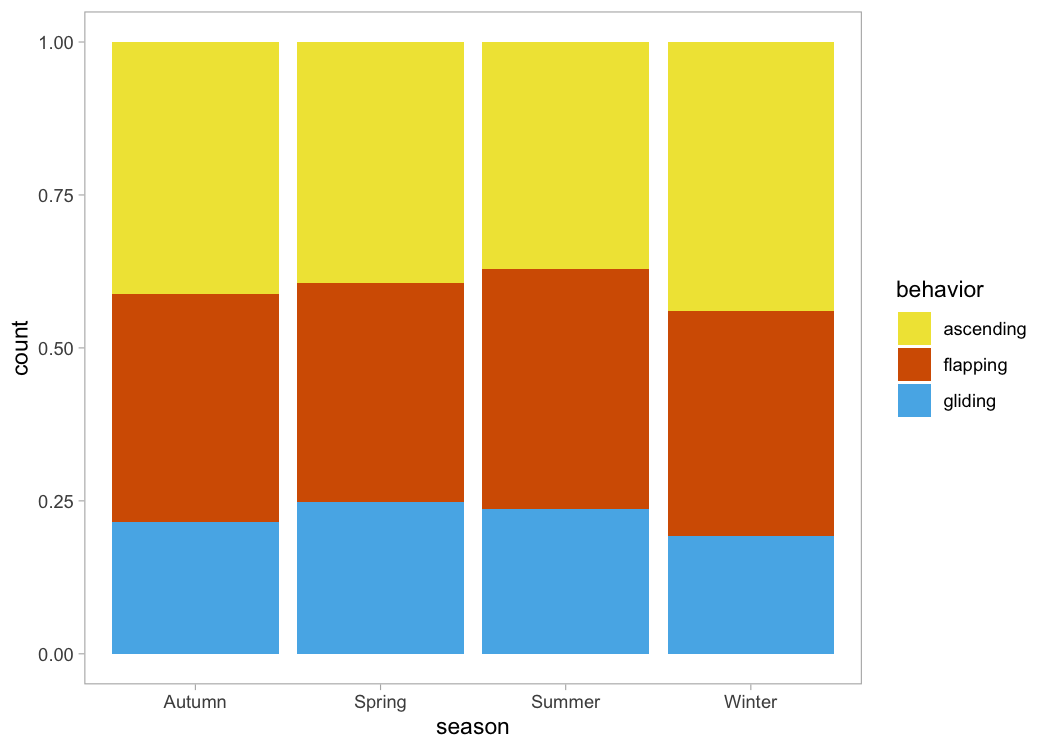 1.00
0.75
0.50
0.25
0.00
count
Autumn Spring Summer Winter
season
behavior
ascending
flapping
gliding